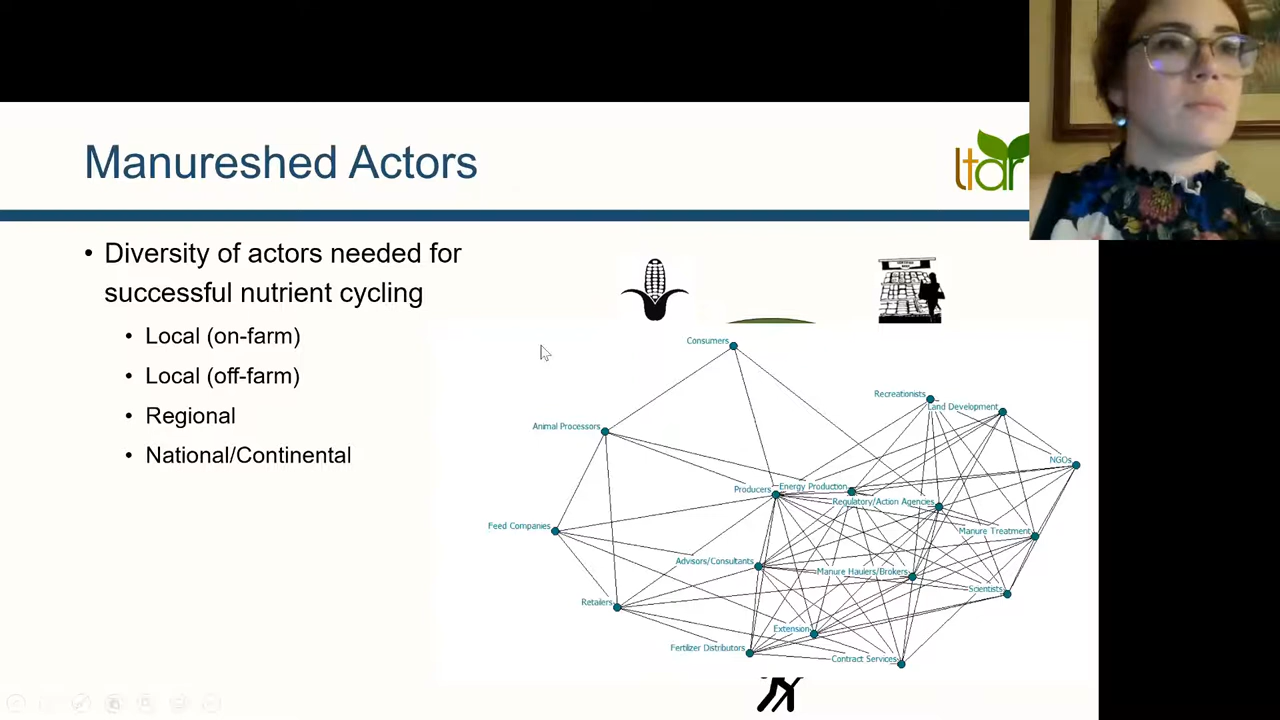 Manureshed Actors
ltar
• Diversity of actors needed for
successful nutrient cycling
• Local (on-farm)
• Local (off-farm)
• Regional
• National/Continental
Consumers
Recreationists
Land Development
Animal Processors
NGOs
Producers
Energy Production
Regulatory/Action Agencies
Feed Companies
Manure Treatment
Advisors/Consultants
Manure Haulers/Brokers
Scientists
Retailers
Extension
Fertilizer Distributors
Contract Services